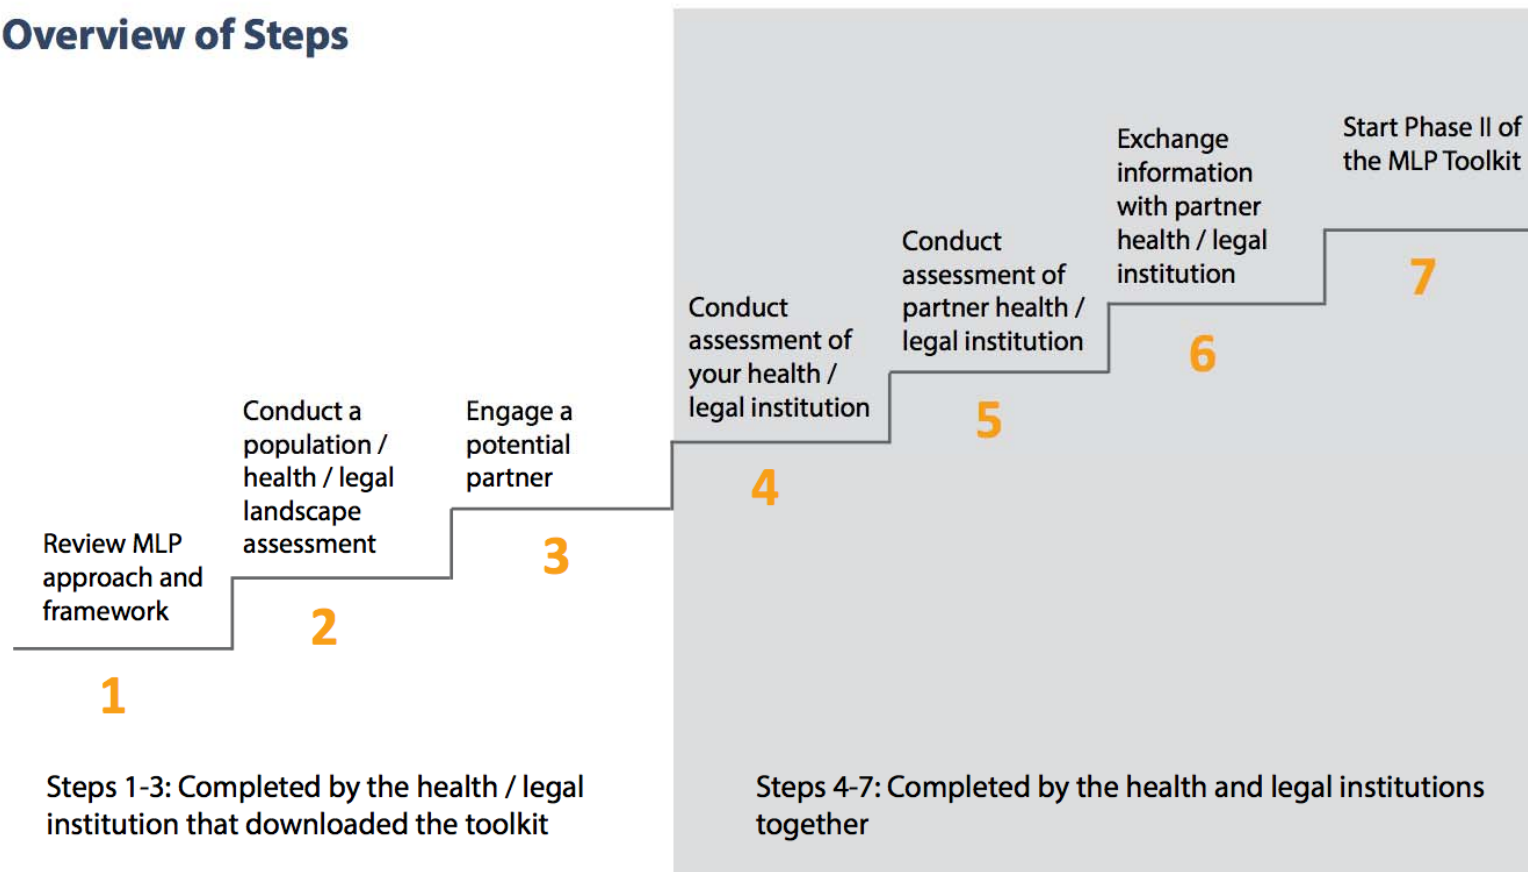 Overview of Steps
Review MLP
approach and
framework
1
Conduct a
population /
health / legal
landscape
assessment
2
Engage a
potential
partner
3
Conduct
assessment of
your health /
legal institution
4
Conduct
assessment of
partner health /
legal institution
5
Exchange
information
with partner
health / legal
institution
6
Start Phase II of
the MLP Toolkit
7
Steps 1-3: Completed by the health / legal
institution that downloaded the toolkit
Steps 4-7: Completed by the health and legal institutions
together